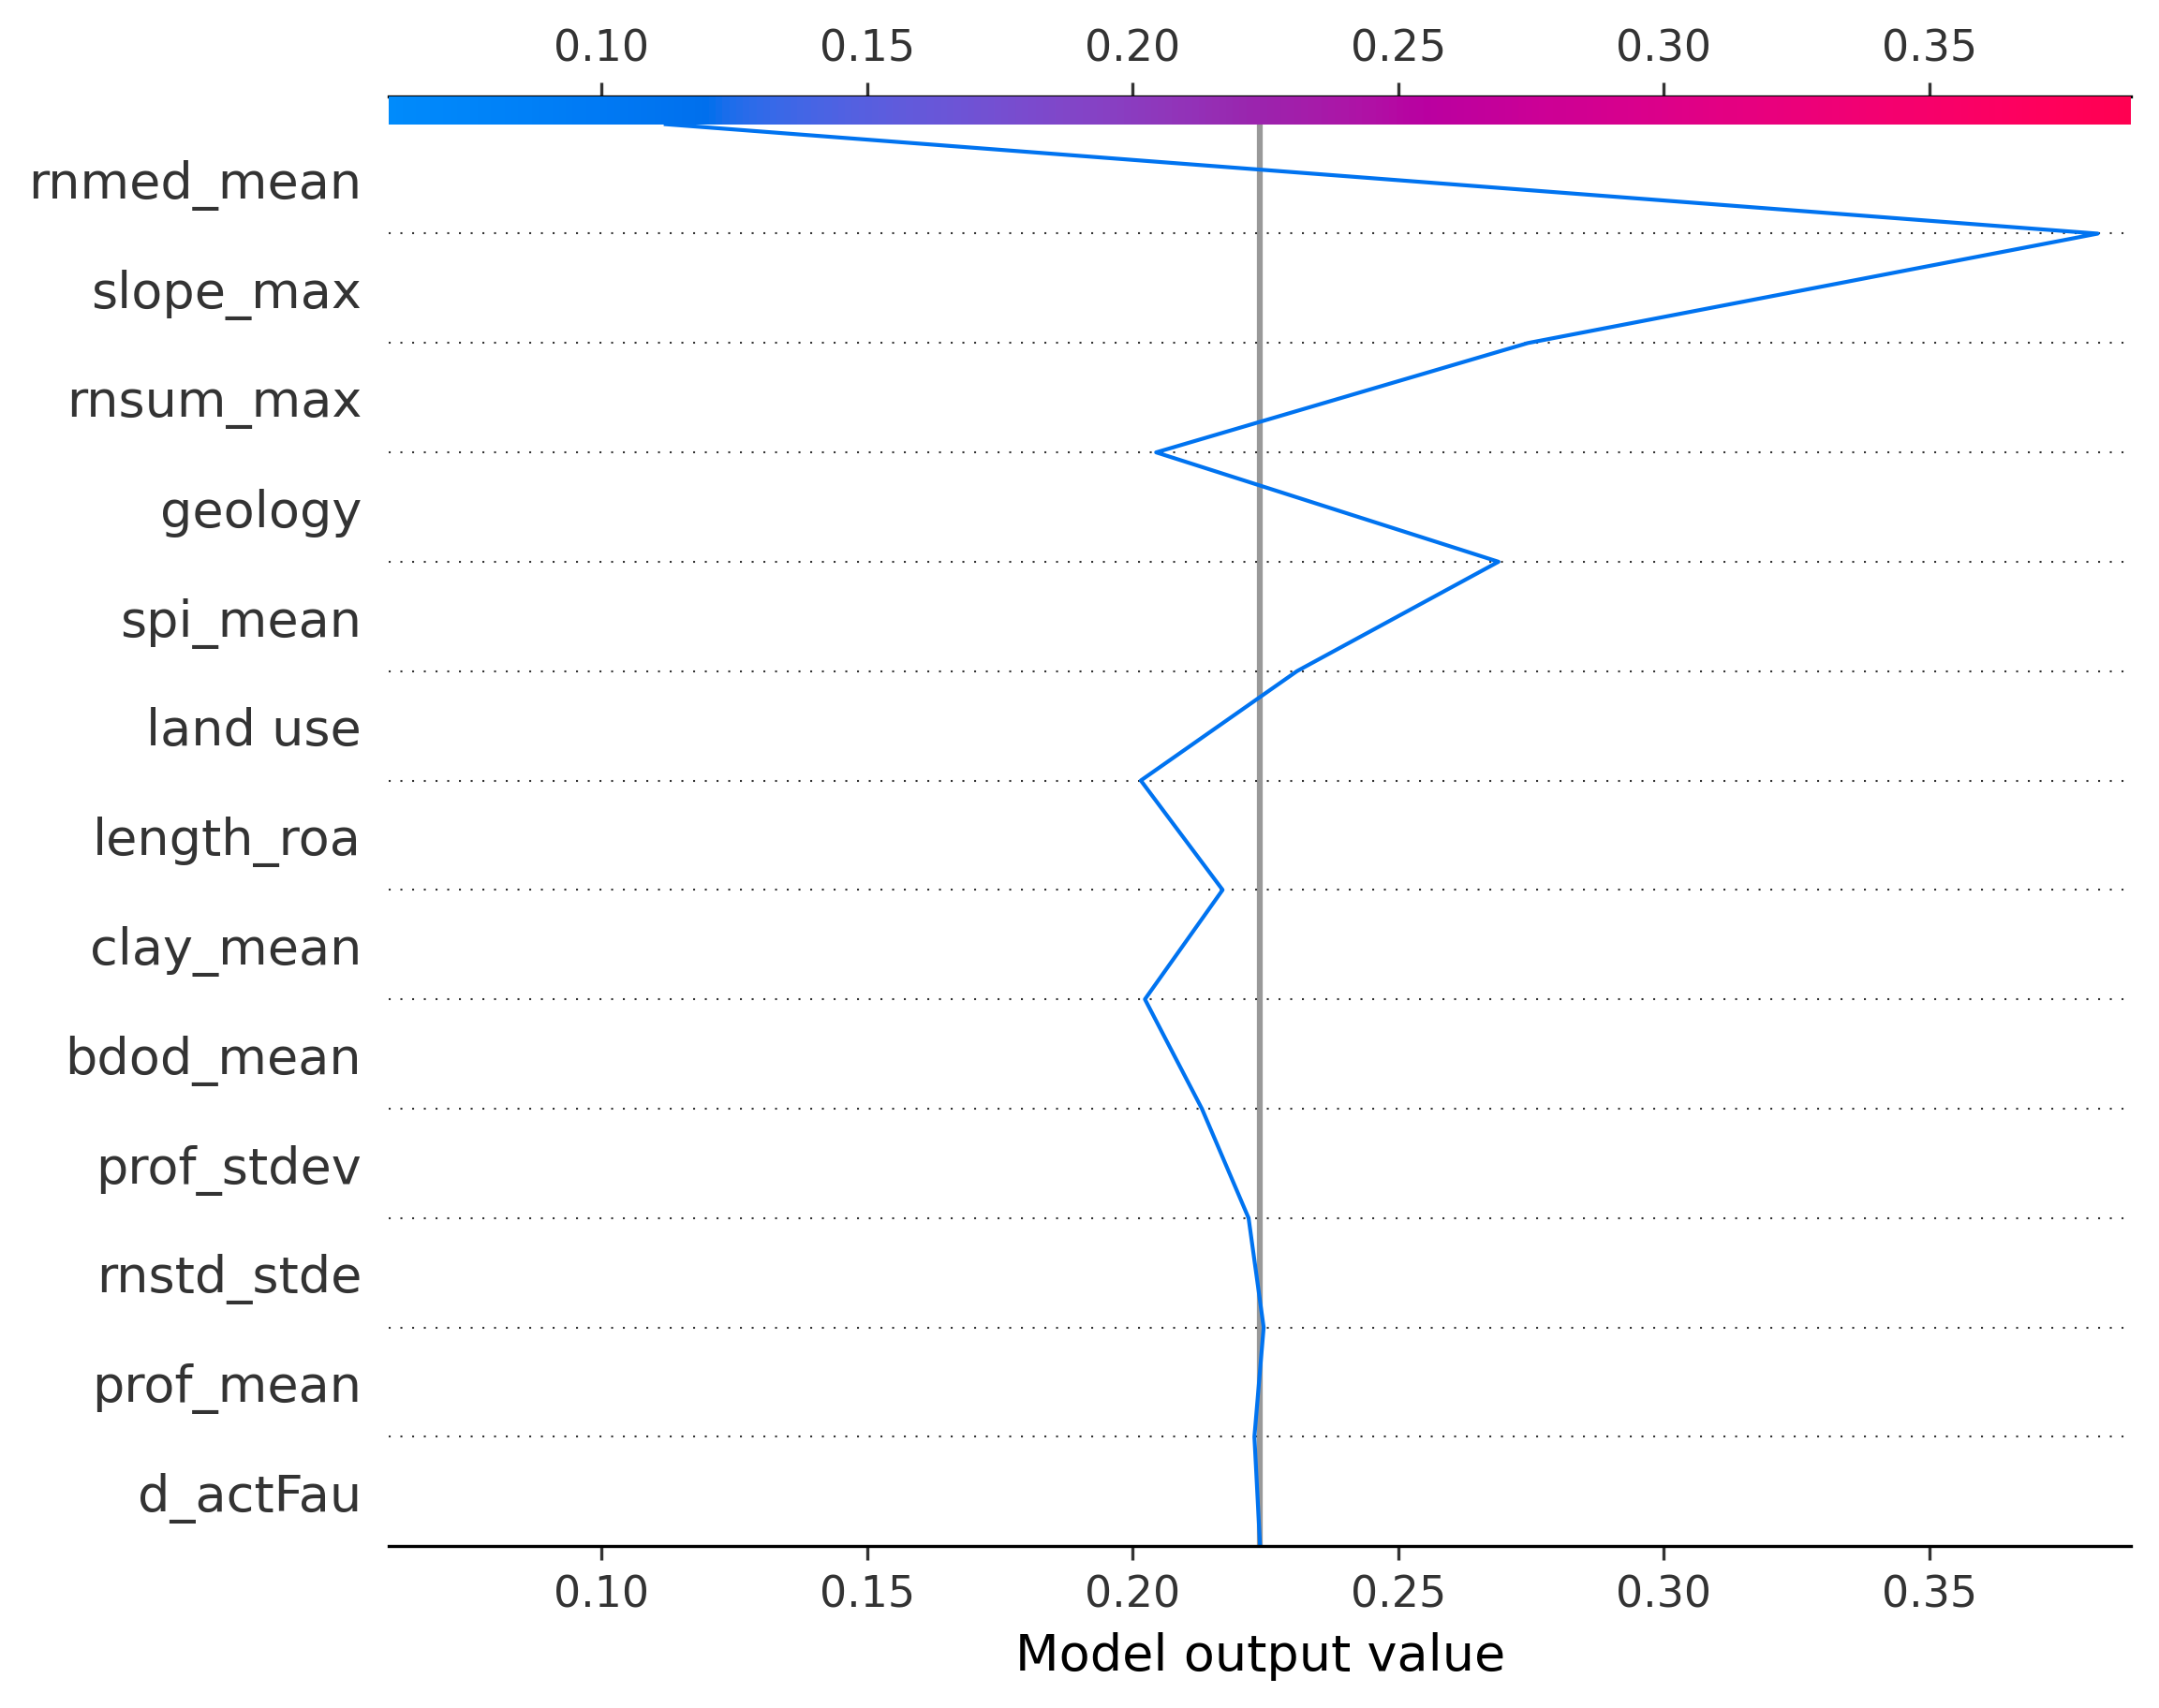 0.10 0.15 0.20 0.25 0.30 0.35
rnmed_mean
slope_max
rnsum_max
geology
spi_mean
land use
length_roa
clay_mean
bdod_mean
prof_stdev
rnstd_stde
prof_mean
d_actFau
0.10 0.15 0.20 0.25 0.30 0.35
Model output value